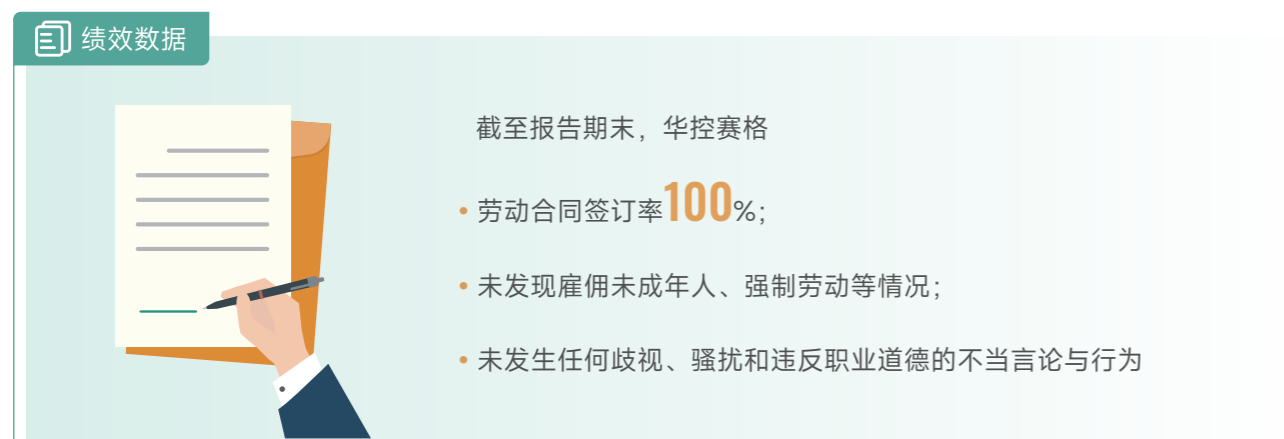 绩效数据
截至报告期末，华控赛格
• 劳动合同签订率100%；
• 未发现雇佣未成年人、强制劳动等情况；
• 未发生任何歧视、骚扰和违反职业道德的不当言论与行为